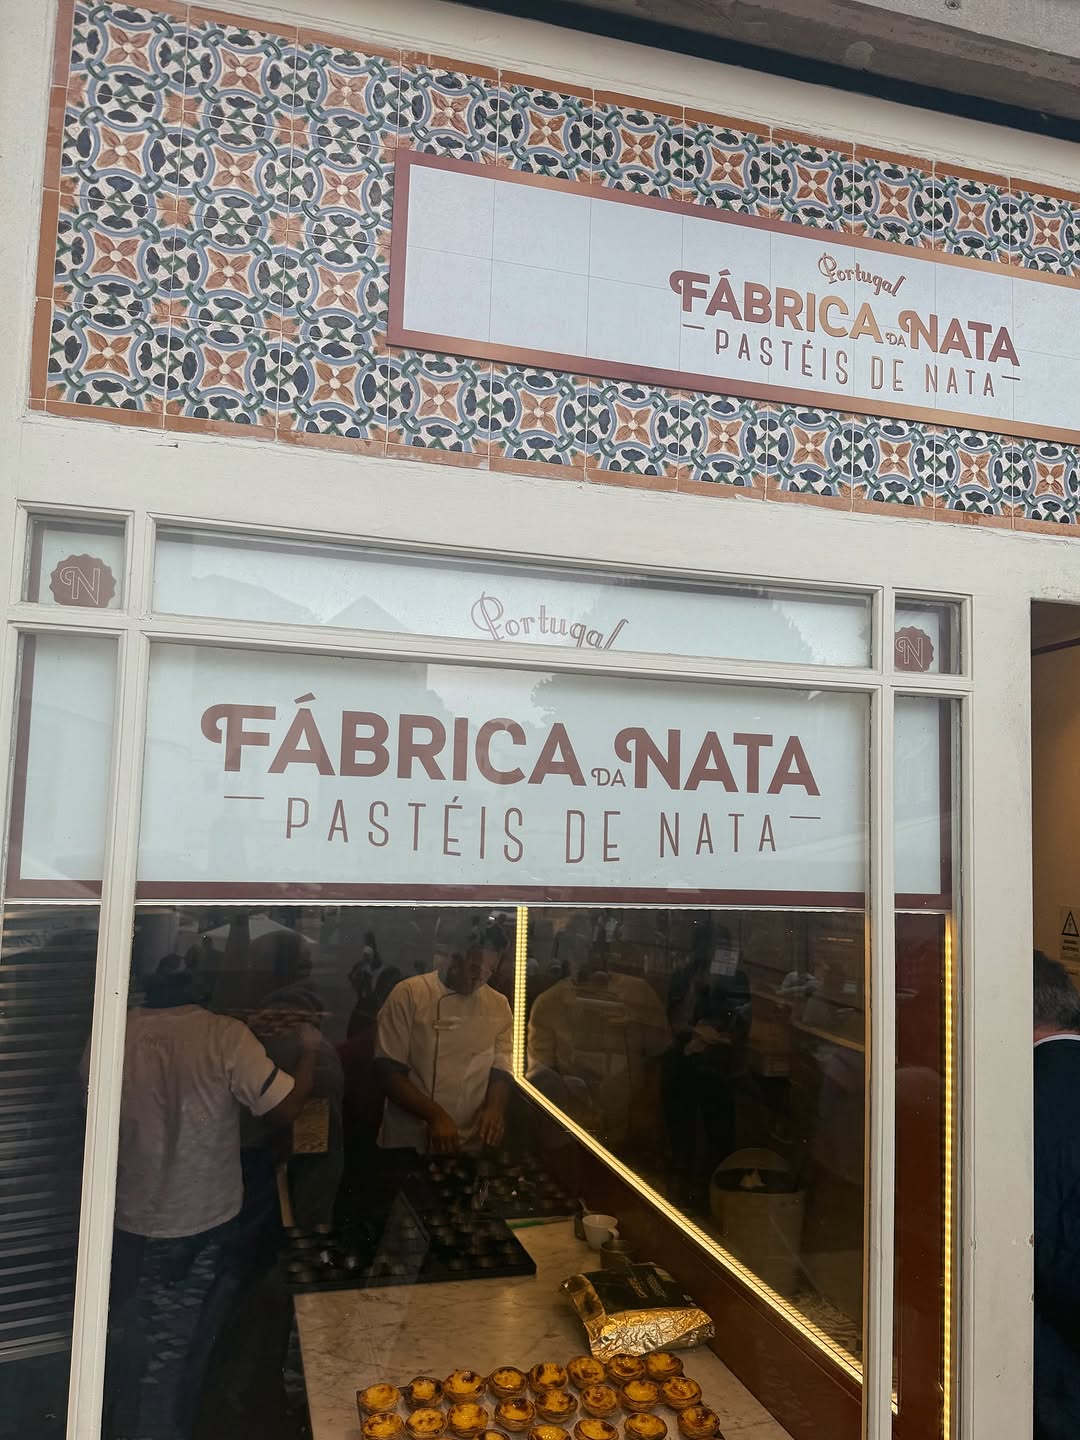 Portugal
FÁBRICA DA NATA
PASTÉIS DE NATA
N
Portugal
N
FÁBRICA DA NATA
PASTÉIS DE NATA